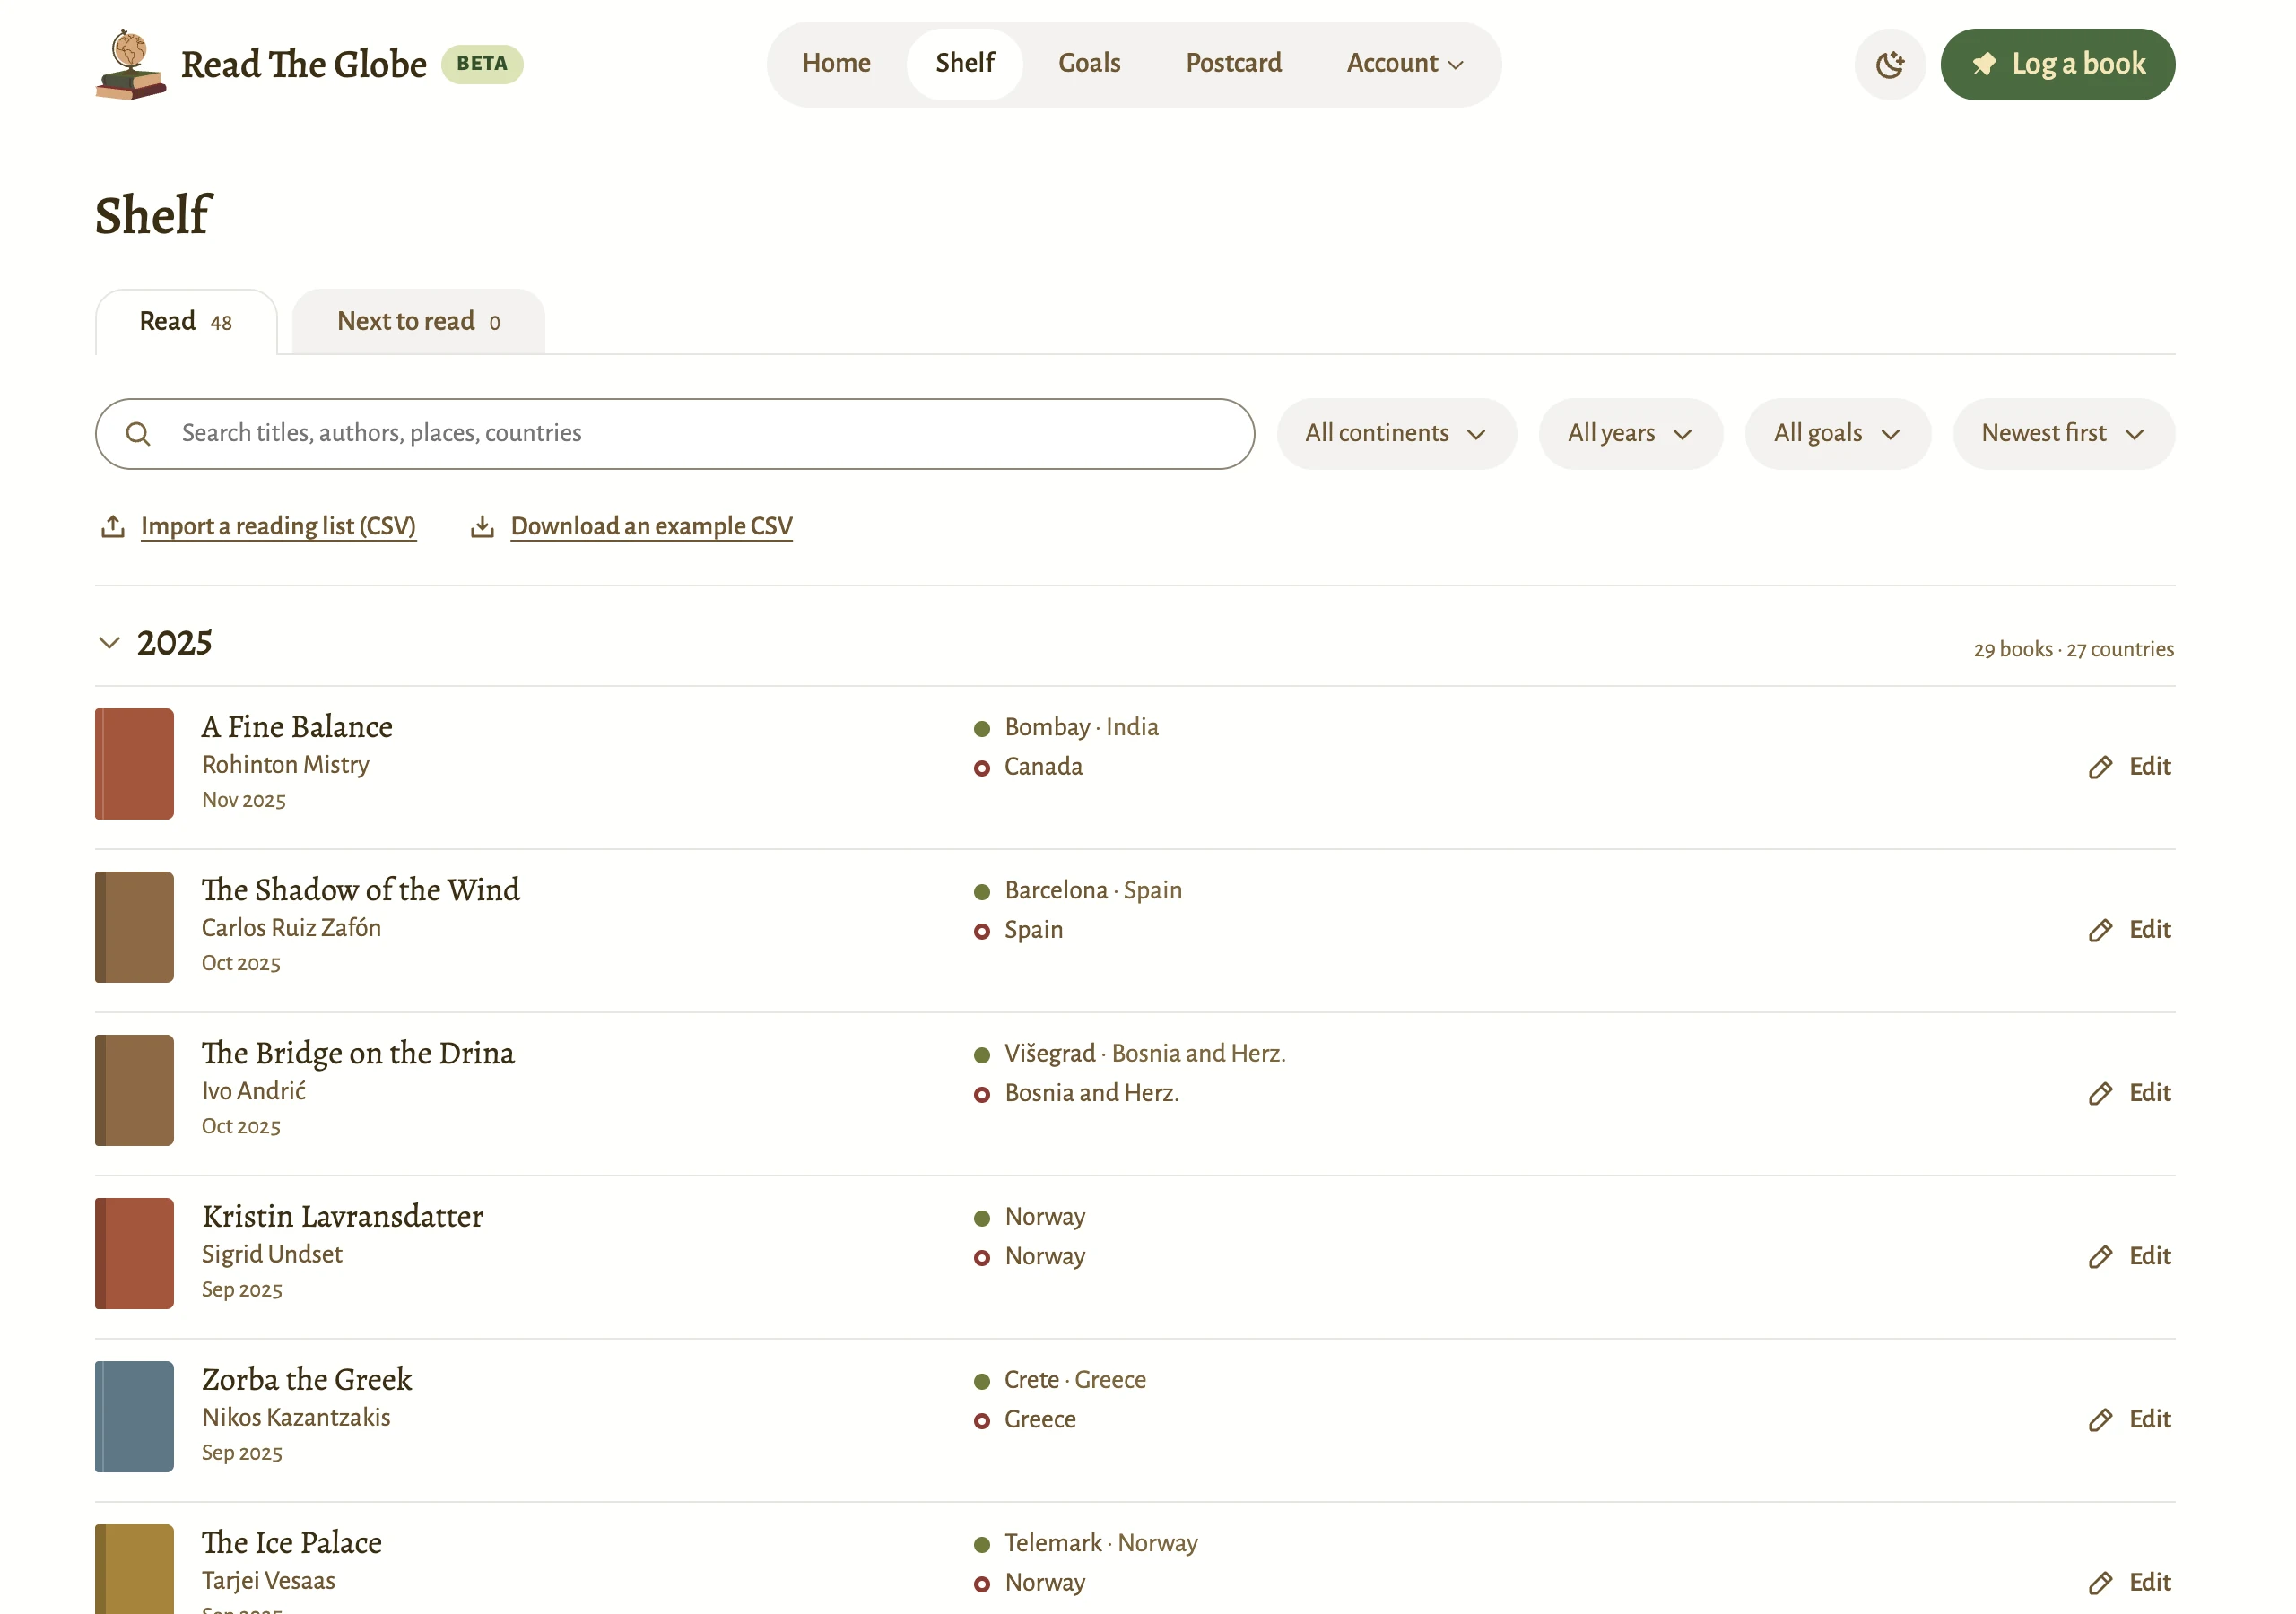 Read The Globe BETA
Home Shelf Goals Postcard Account
Log a book
Shelf
Read 48
Next to read 0
Search titles, authors, places, countries
All continents
All years
All goals
Newest first
Import a reading list (CSV)
Download an example CSV
2025
29 books · 27 countries
A Fine Balance
Rohinton Mistry
Nov 2025
Bombay · India
Canada
Edit
The Shadow of the Wind
Carlos Ruiz Zafón
Oct 2025
Barcelona · Spain
Spain
Edit
The Bridge on the Drina
Ivo Andrić
Oct 2025
Višegrad · Bosnia and Herz.
Bosnia and Herz.
Edit
Kristin Lavransdatter
Sigrid Undset
Sep 2025
Norway
Norway
Edit
Zorba the Greek
Nikos Kazantzakis
Sep 2025
Crete · Greece
Greece
Edit
The Ice Palace
Tarjei Vesaas
Sep 2025
Telemark · Norway
Norway
Edit